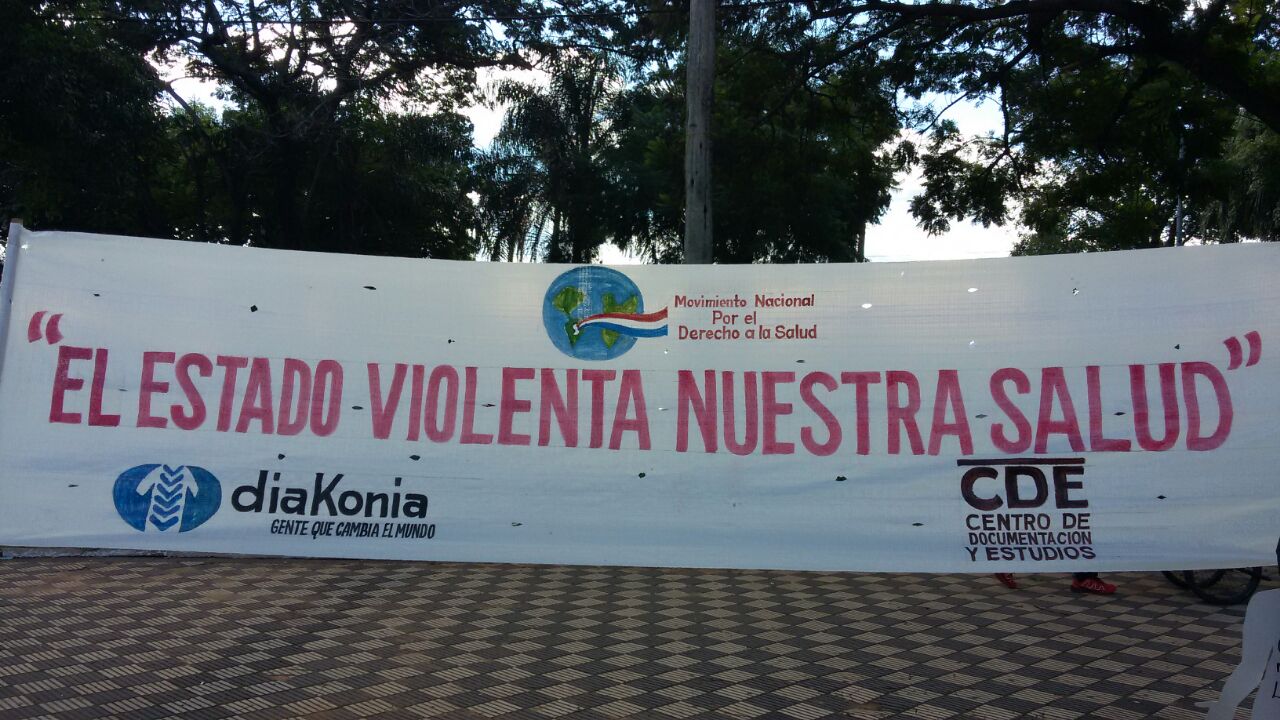 Movimiento Nacional
Por el
Derecho a la Salud
"EL ESTADO VIOLENTA NUESTRA SALUD"
diaKonia
GENTE QUE CAMBIA EL MUNDO
CDE
CENTRO DE
DOCUMENTACIÓN
Y ESTUDIOS